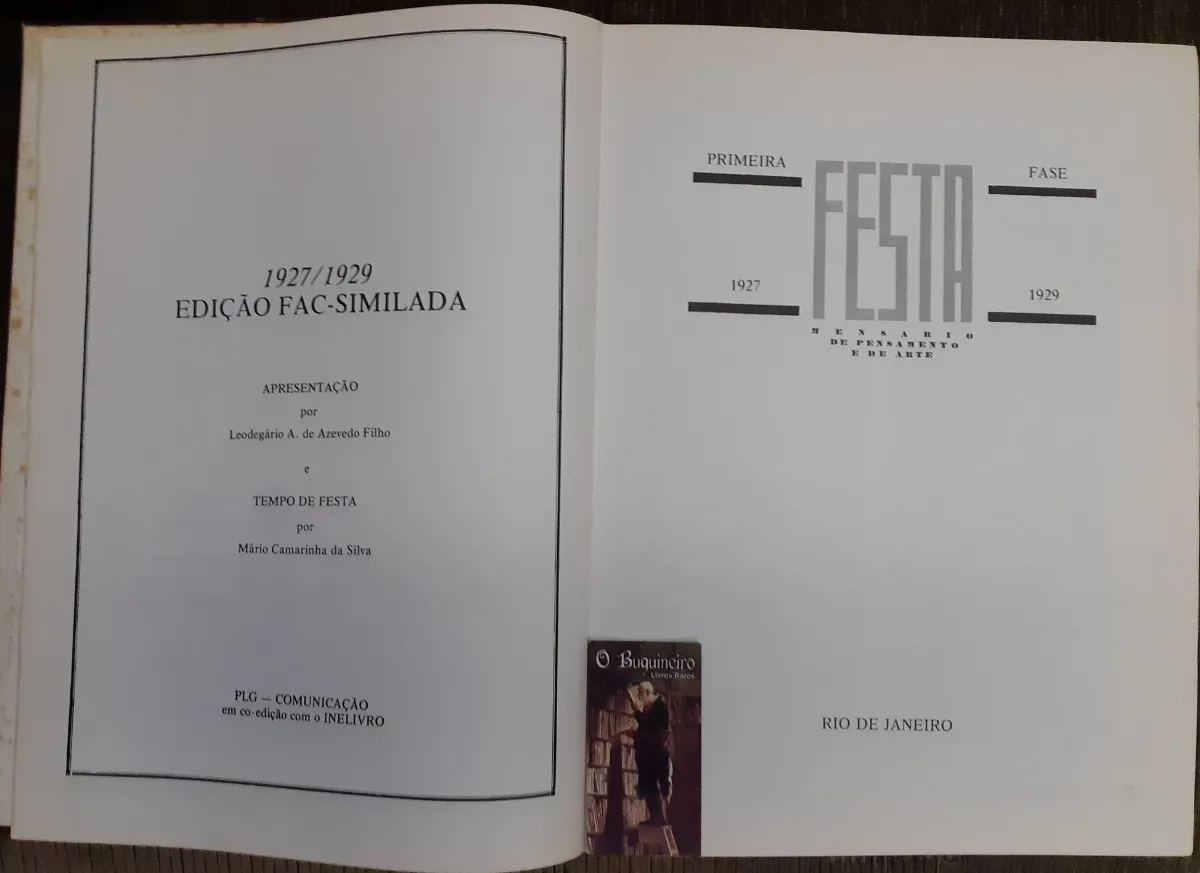 1927/1929
EDIÇÃO FAC-SIMILADA
APRESENTAÇÃO
por
Leodegário A. de Azevedo Filho
e
TEMPO DE FESTA
por
Mário Camarinha da Silva
PLG — COMUNICAÇÃO
em co-edição com o INELIVRO
PRIMEIRA
FESTA
FASE
1927
1929
MENSARIO
DE PENSAMENTO
E DE ARTE
O Buquineiro
Livros Raros
RIO DE JANEIRO